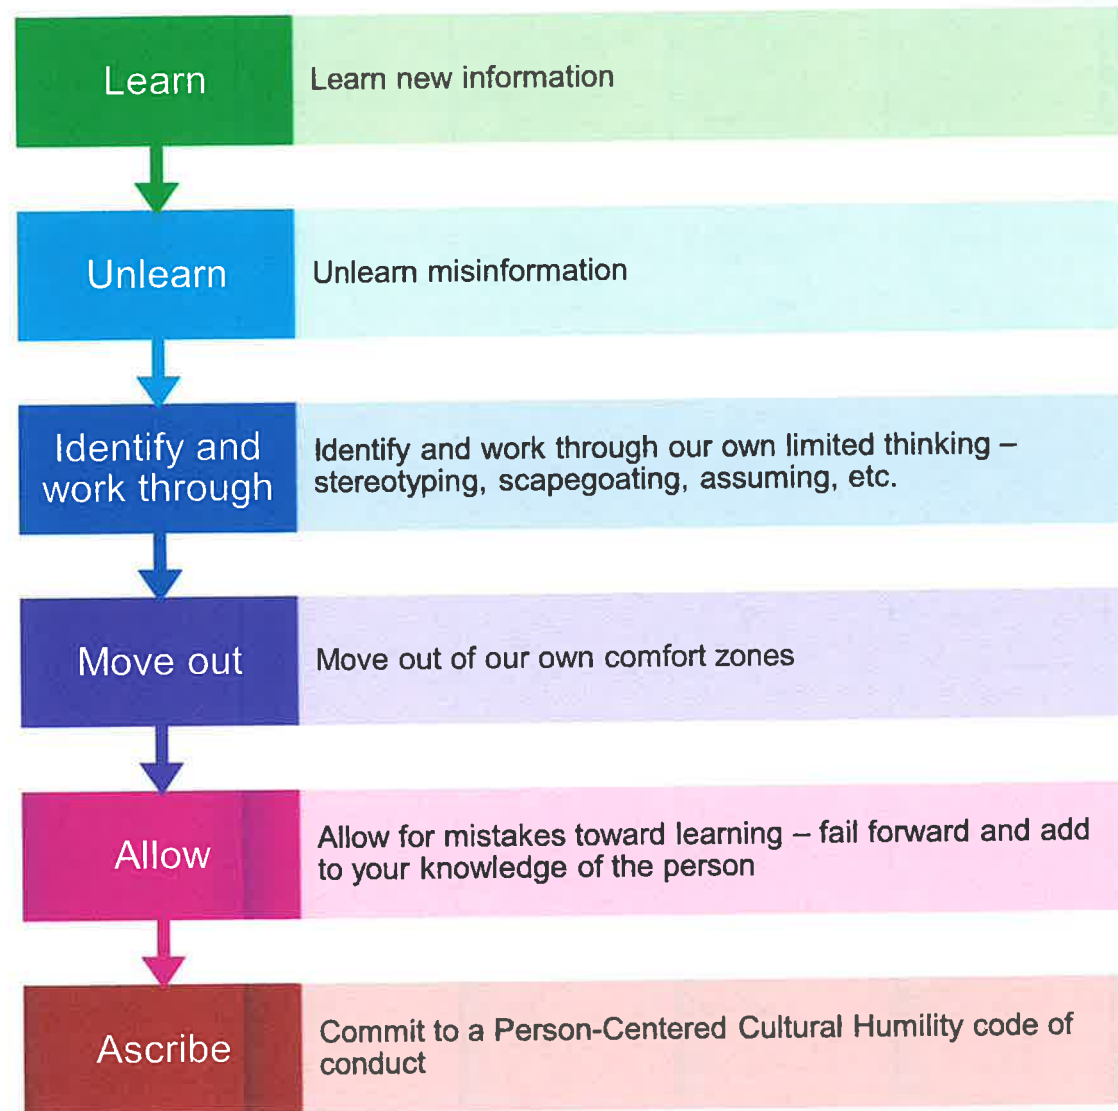 Learn
Learn new information
Unlearn
Unlearn misinformation
Identify and
work through
Identify and work through our own limited thinking –
stereotyping, scapegoating, assuming, etc.
Move out
Move out of our own comfort zones
Allow
Allow for mistakes toward learning – fail forward and add
to your knowledge of the person
Ascribe
Commit to a Person-Centered Cultural Humility code of
conduct